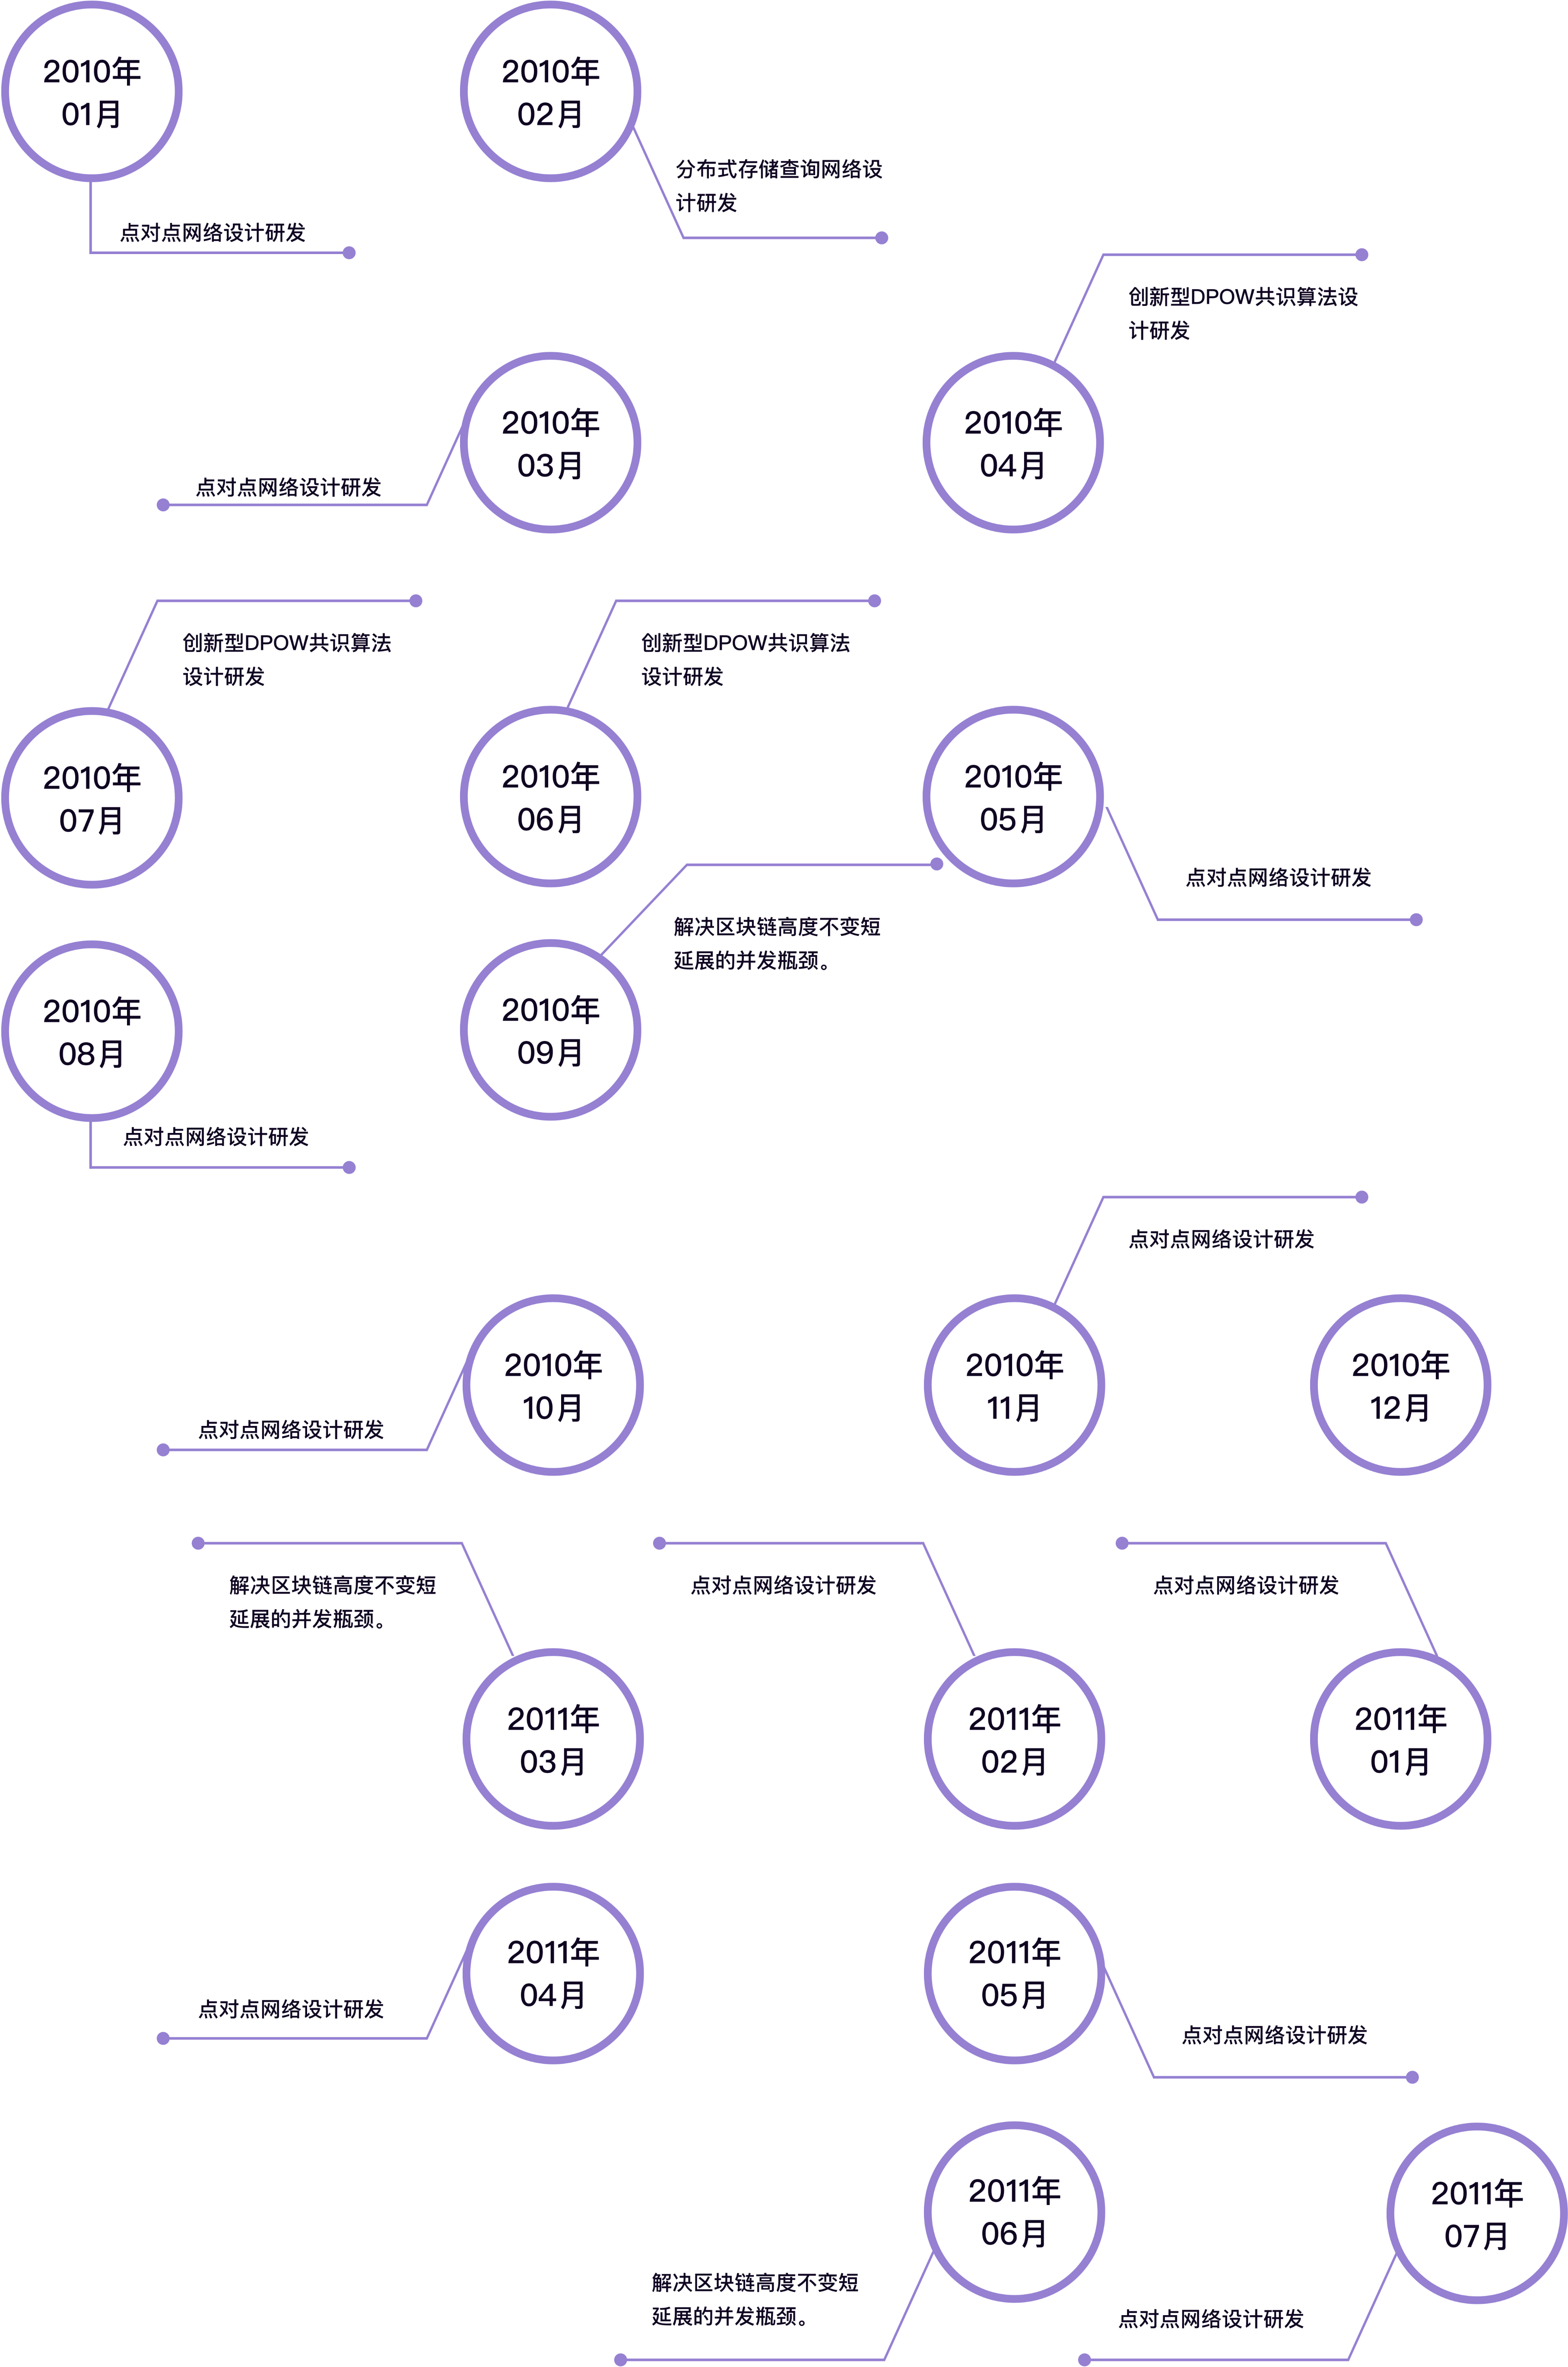 2010年
01月
点对点网络设计研发
2010年
02月
分布式存储查询网络设
计研发
创新型DPOW共识算法设
计研发
2010年
03月
点对点网络设计研发
2010年
04月
创新型DPOW共识算法
设计研发
2010年
07月
创新型DPOW共识算法
设计研发
2010年
06月
2010年
05月
点对点网络设计研发
解决区块链高度不变短
延展的并发瓶颈。
2010年
08月
点对点网络设计研发
2010年
09月
点对点网络设计研发
2010年
10月
点对点网络设计研发
2010年
11月
2010年
12月
解决区块链高度不变短
延展的并发瓶颈。
2011年
03月
点对点网络设计研发
2011年
02月
点对点网络设计研发
2011年
01月
2011年
04月
点对点网络设计研发
2011年
05月
点对点网络设计研发
2011年
06月
解决区块链高度不变短
延展的并发瓶颈。
2011年
07月
点对点网络设计研发